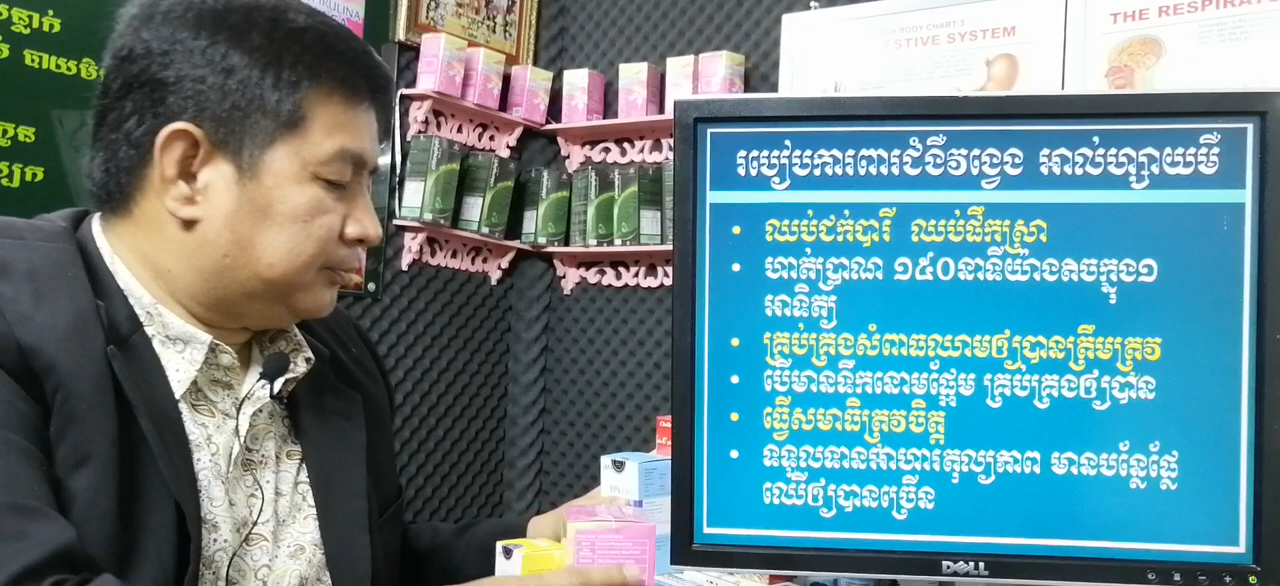 IRULINA
BODY CHART 3
ESTIVE SYSTEM
THE RESPIRATOR
របៀបការពារជំងឺវង្វេង អាល់ហ្សាយមឺ
• ឈប់ជក់បារី ឈប់ផឹកស្រា
• ហាត់ប្រាណ ១៥០នាទីយ៉ាងតិចក្នុង១
អាទិត្យ
• គ្រប់គ្រងសំពាធឈាមឲ្យបានត្រឹមត្រូវ
• បើមានទឹកនោមផ្អែម គ្រប់គ្រងឲ្យបាន
• ធ្វើសមាធិត្រូវចិត្ត
• ទទួលទានអាហារតុល្យភាព មានបន្លែផ្លែ
ឈើឲ្យបានច្រើន
DELL